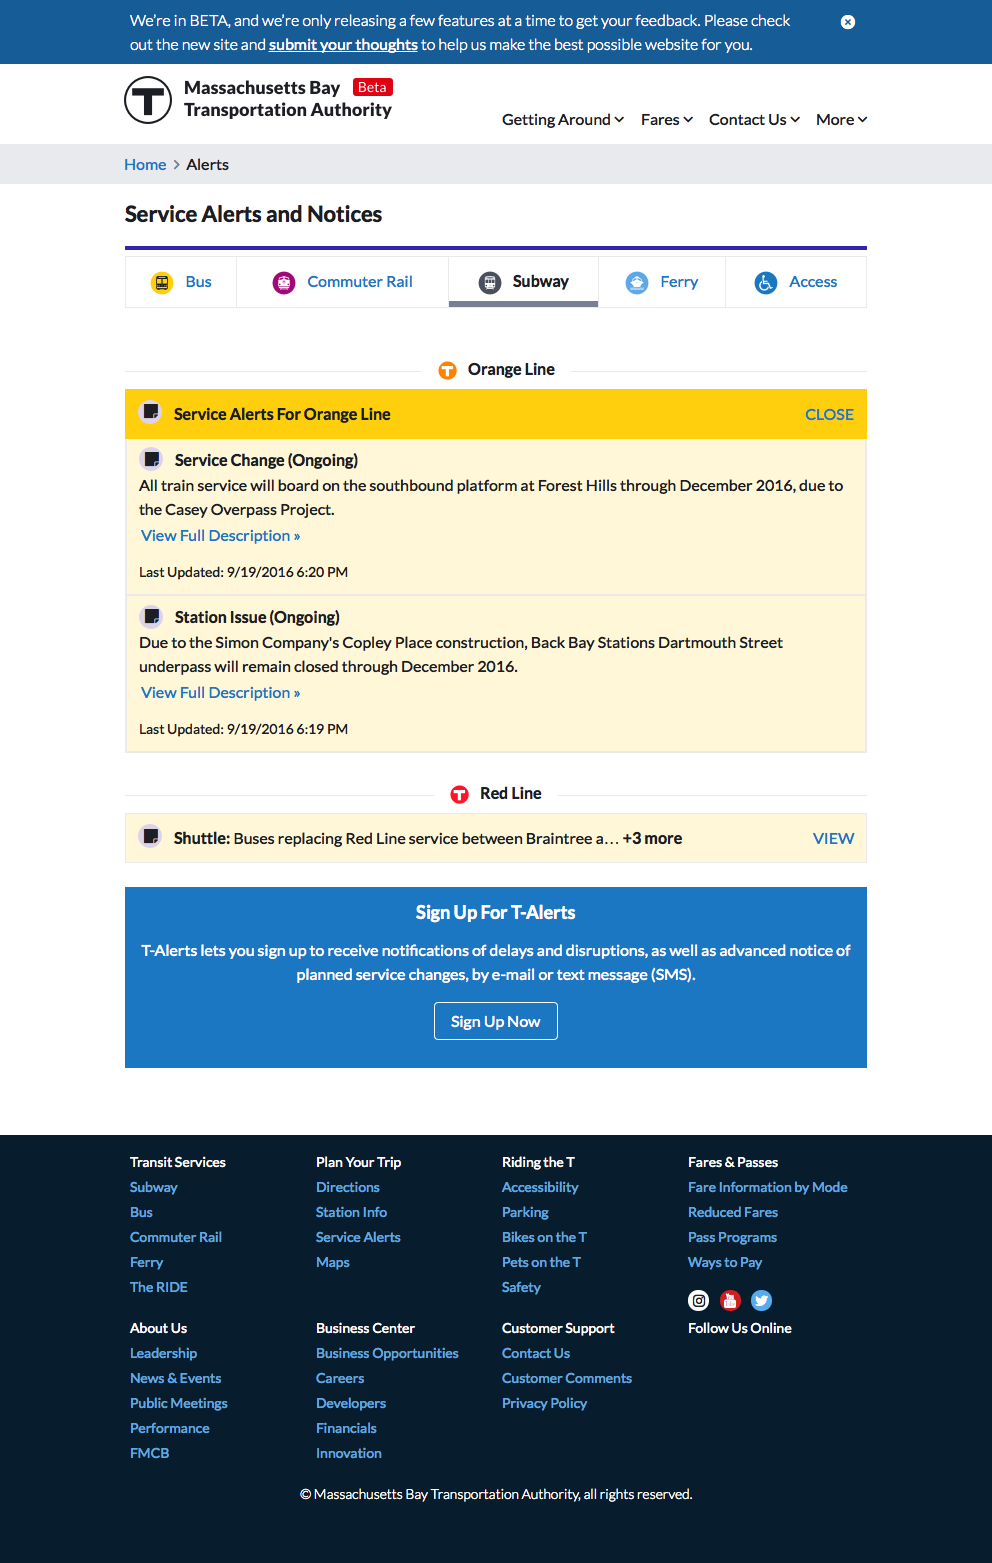 We're in BETA, and we're only releasing a few features at a time to get your feedback. Please check
out the new site and submit your thoughts to help us make the best possible website for you.
Massachusetts Bay Beta
Transportation Authority
T
Getting Around Fares Contact Us More
Home > Alerts
Service Alerts and Notices
Bus Commuter Rail Subway Ferry Access
T Orange Line
Service Alerts For Orange Line CLOSE
Service Change (Ongoing)
All train service will board on the southbound platform at Forest Hills through December 2016, due to
the Casey Overpass Project.
View Full Description »
Last Updated: 9/19/2016 6:20 PM
Station Issue (Ongoing)
Due to the Simon Company's Copley Place construction, Back Bay Stations Dartmouth Street
underpass will remain closed through December 2016.
View Full Description »
Last Updated: 9/19/2016 6:19 PM
T Red Line
Shuttle: Buses replacing Red Line service between Braintree a... +3 more VIEW
Sign Up For T-Alerts
T-Alerts lets you sign up to receive notifications of delays and disruptions, as well as advanced notice of
planned service changes, by e-mail or text message (SMS).
Sign Up Now
Transit Services
Subway
Bus
Commuter Rail
Ferry
The RIDE
Plan Your Trip
Directions
Station Info
Service Alerts
Maps
Riding the T
Accessibility
Parking
Bikes on the T
Pets on the T
Safety
Fares & Passes
Fare Information by Mode
Reduced Fares
Pass Programs
Ways to Pay
About Us
Leadership
News & Events
Public Meetings
Performance
FMCB
Business Center
Business Opportunities
Careers
Developers
Financials
Innovation
Customer Support
Contact Us
Customer Comments
Privacy Policy
Follow Us Online
© Massachusetts Bay Transportation Authority, all rights reserved.